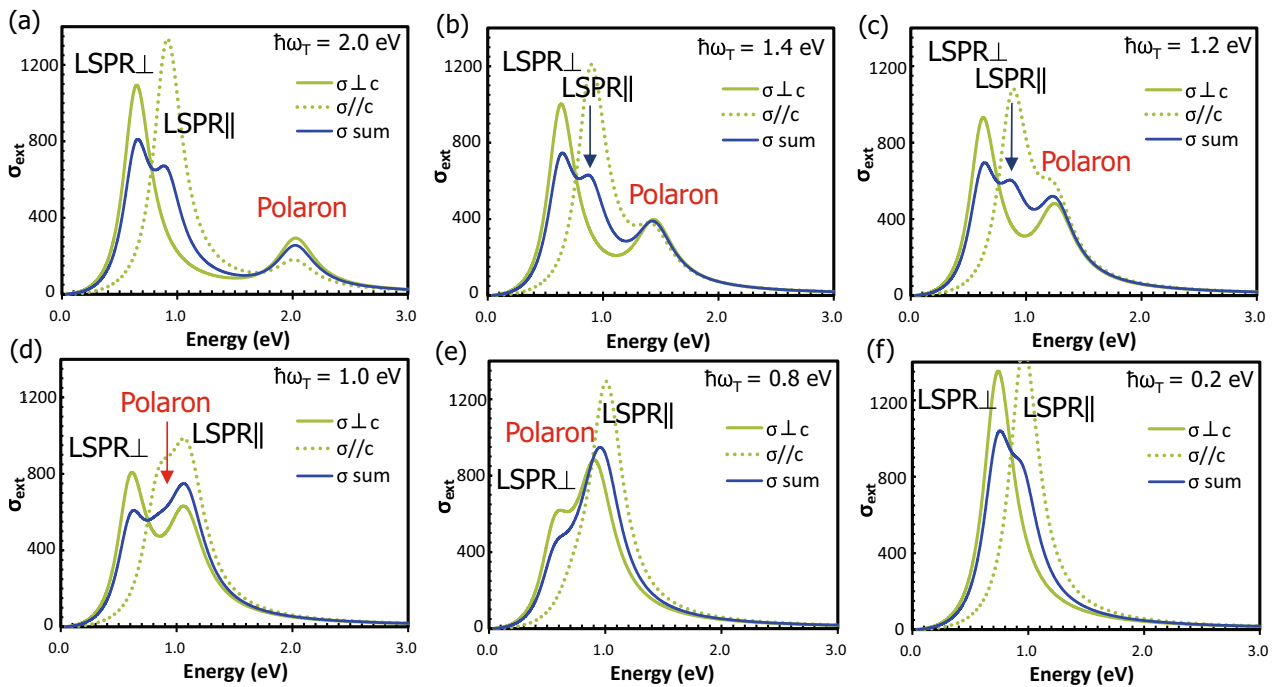 (a)
ħω_T = 2.0 eV
LSPR⊥
LSPR∥
Polaron
σ⊥c
σ//c
σ sum
σ_ext
1200
800
400
0
0.0 1.0 2.0 3.0
Energy (eV)
(b)
ħω_T = 1.4 eV
LSPR⊥
LSPR∥
Polaron
σ⊥c
σ//c
σ sum
σ_ext
1200
800
400
0
0.0 1.0 2.0 3.0
Energy (eV)
(c)
ħω_T = 1.2 eV
LSPR⊥
LSPR∥
Polaron
σ⊥c
σ//c
σ sum
σ_ext
1200
800
400
0
0.0 1.0 2.0 3.0
Energy (eV)
(d)
ħω_T = 1.0 eV
Polaron
LSPR⊥
LSPR∥
σ⊥c
σ//c
σ sum
σ_ext
1200
800
400
0
0.0 1.0 2.0 3.0
Energy (eV)
(e)
ħω_T = 0.8 eV
LSPR∥
Polaron
LSPR⊥
σ⊥c
σ//c
σ sum
σ_ext
1200
800
400
0
0.0 1.0 2.0 3.0
Energy (eV)
(f)
ħω_T = 0.2 eV
LSPR⊥
LSPR∥
σ⊥c
σ//c
σ sum
σ_ext
1200
800
400
0
0.0 1.0 2.0 3.0
Energy (eV)